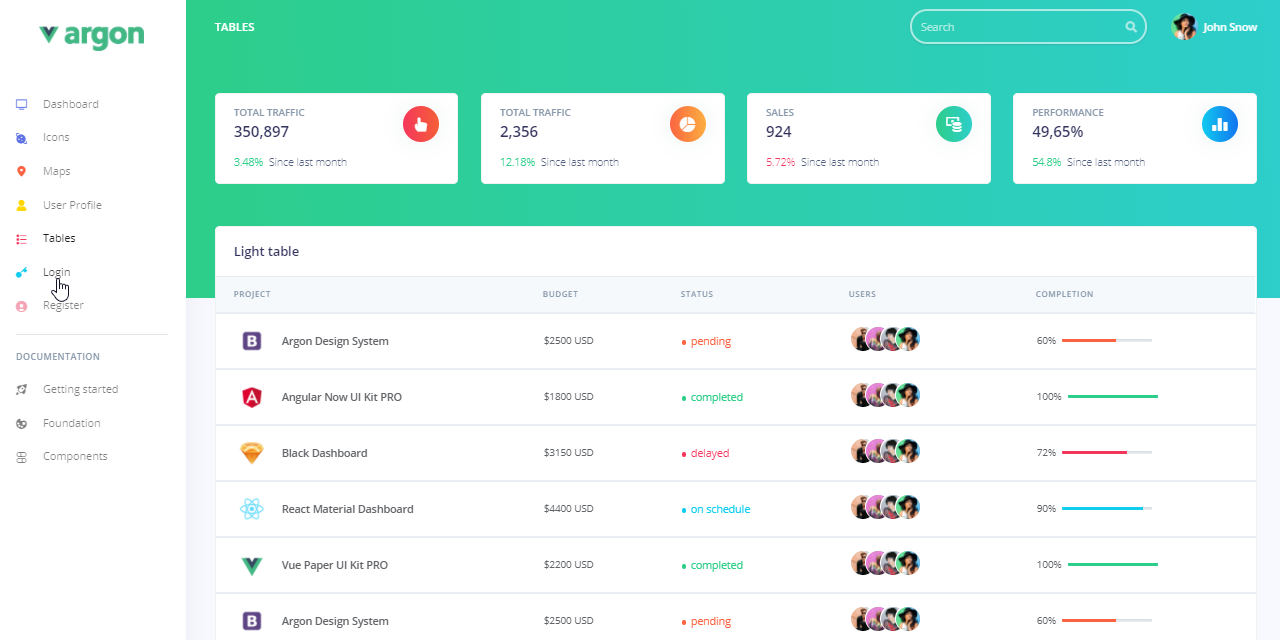 argon
TABLES
Search
John Snow
Dashboard
Icons
Maps
User Profile
Tables
Login
Register
DOCUMENTATION
Getting started
Foundation
Components
TOTAL TRAFFIC
350,897
3.48% Since last month
TOTAL TRAFFIC
2,356
12.18% Since last month
SALES
924
5.72% Since last month
PERFORMANCE
49,65%
54.8% Since last month
Light table
PROJECT BUDGET STATUS USERS COMPLETION
B Argon Design System $2500 USD pending 60%
A Angular Now UI Kit PRO $1800 USD completed 100%
Black Dashboard $3150 USD delayed 72%
React Material Dashboard $4400 USD on schedule 90%
Vue Paper UI Kit PRO $2200 USD completed 100%
B Argon Design System $2500 USD pending 60%